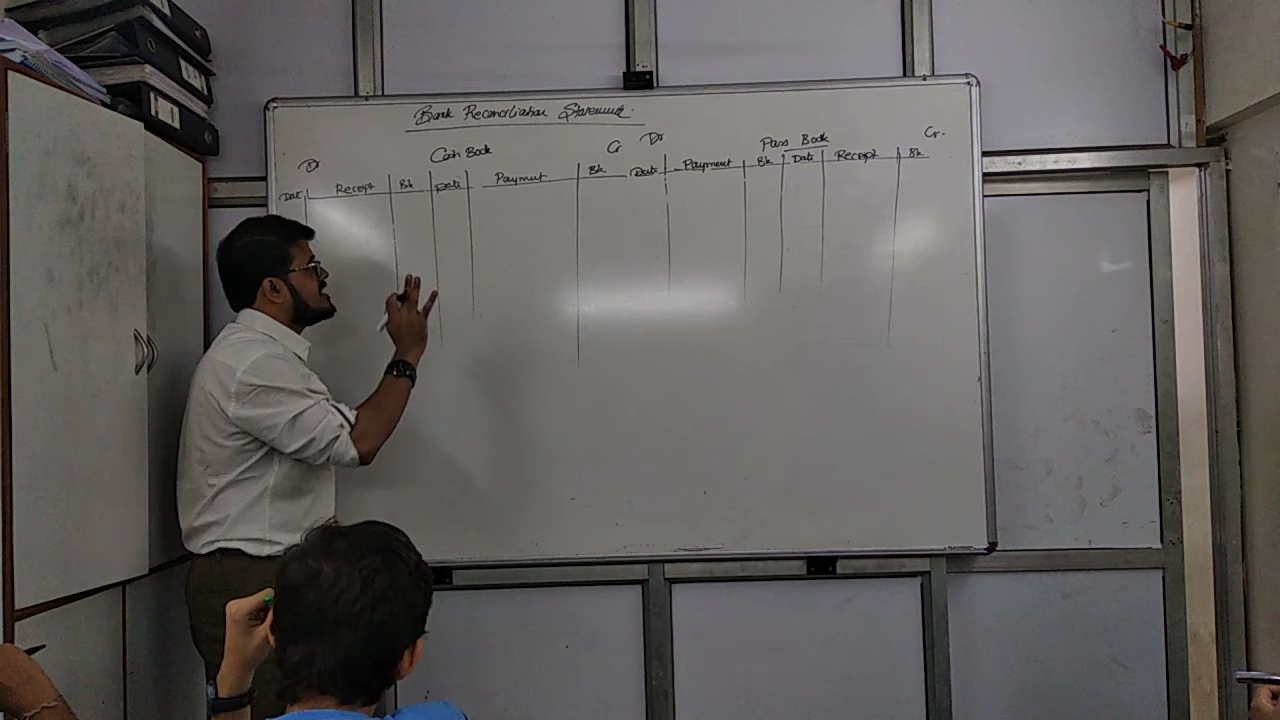 Bank Reconciliation Statement.
Dr Cash Book Cr Dr Pass Book Cr.
Date Receipt Bk Date Payment Bk Date Payment Bk Date Receipt Bk